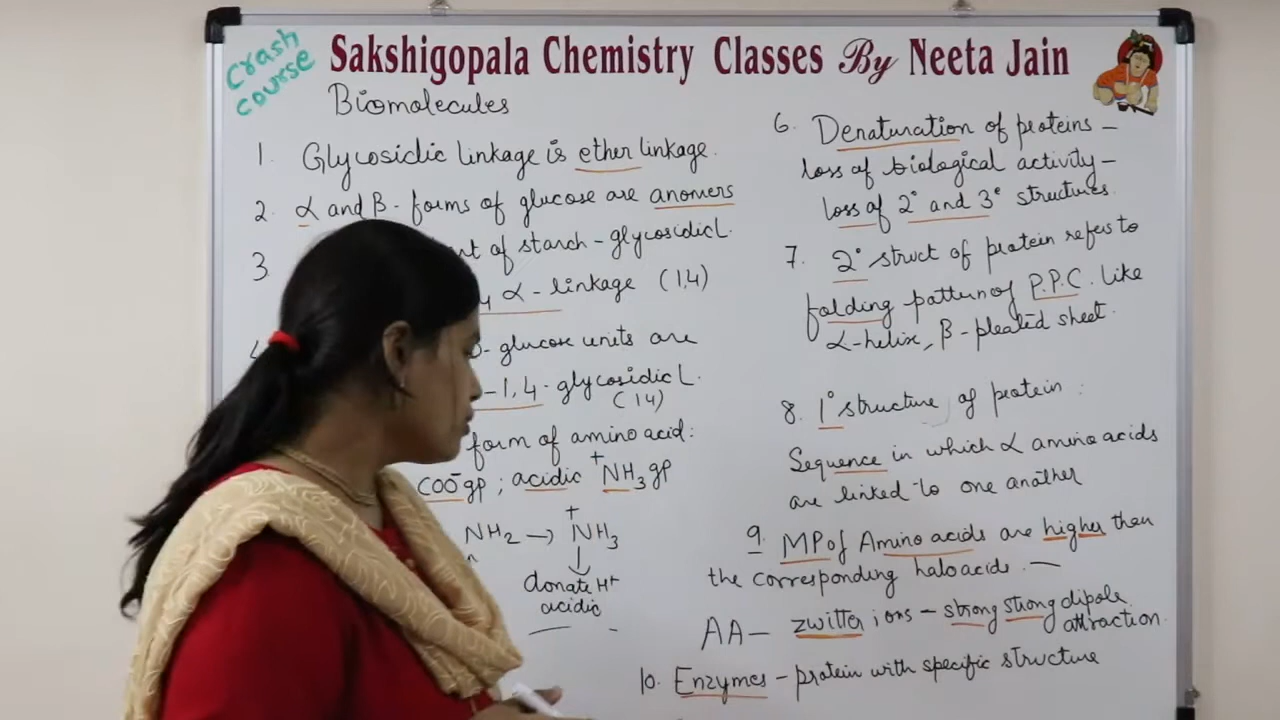 Crash
course
Sakshigopala Chemistry Classes By Neeta Jain
Biomolecules
1. Glycosidic linkage is ether linkage.
2. α and β- forms of glucose are anomers
3 of starch - glycosidic L.
α - linkage (1,4)
glucose units are
- 1,4 - glycosidic L.
(14)
form of amino acid:
COO⁻ gp ; acidic ⁺NH₃ gp
NH₂ → ⁺NH₃
↓
donate H⁺
acidic
6. Denaturation of proteins -
loss of biological activity -
loss of 2° and 3° structures.
7. 2° struct of protein refers to
folding pattern of P.P.C. like
α-helix, β-pleated sheet.
8. 1° structure of protein :
Sequence in which α amino acids
are linked to one another
9. MP of Amino acids are higher than
the corresponding haloacids. —
AA - zwitter ions - strong strong dipole
attraction.
10. Enzymes - protein with specific structure